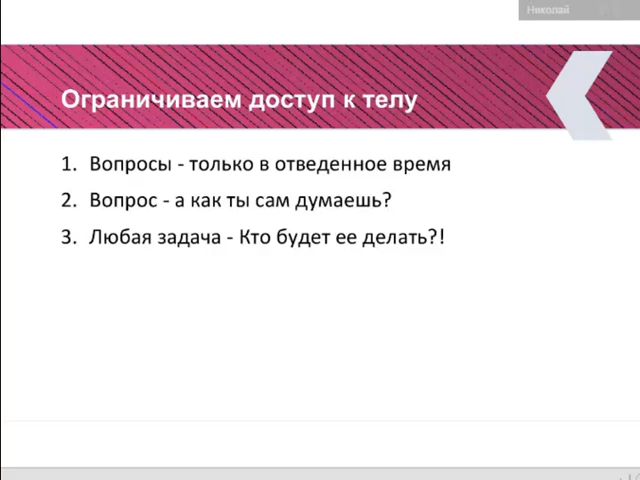 Николай
Ограничиваем доступ к телу
1. Вопросы - только в отведенное время
2. Вопрос - а как ты сам думаешь?
3. Любая задача - Кто будет ее делать?!